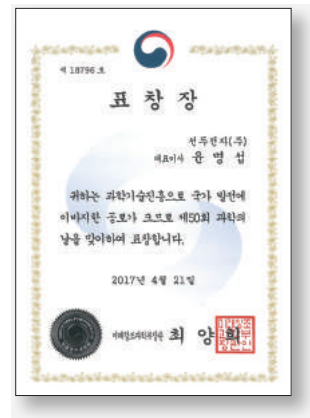 제 18796 호
표 창 장
선두전자(주)
대표이사 윤 명 섭
귀하는 과학기술진흥으로 국가 발전에
이바지한 공로가 크므로 제50회 과학의
날을 맞이하여 표창합니다.
2017년 4월 21일
미래창조과학부장관 최 양 희